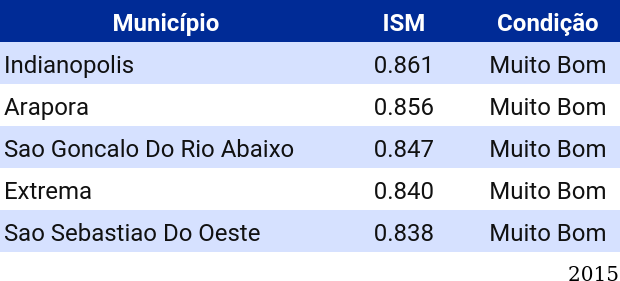 Município ISM Condição
Indianopolis 0.861 Muito Bom
Arapora 0.856 Muito Bom
Sao Goncalo Do Rio Abaixo 0.847 Muito Bom
Extrema 0.840 Muito Bom
Sao Sebastiao Do Oeste 0.838 Muito Bom
2015